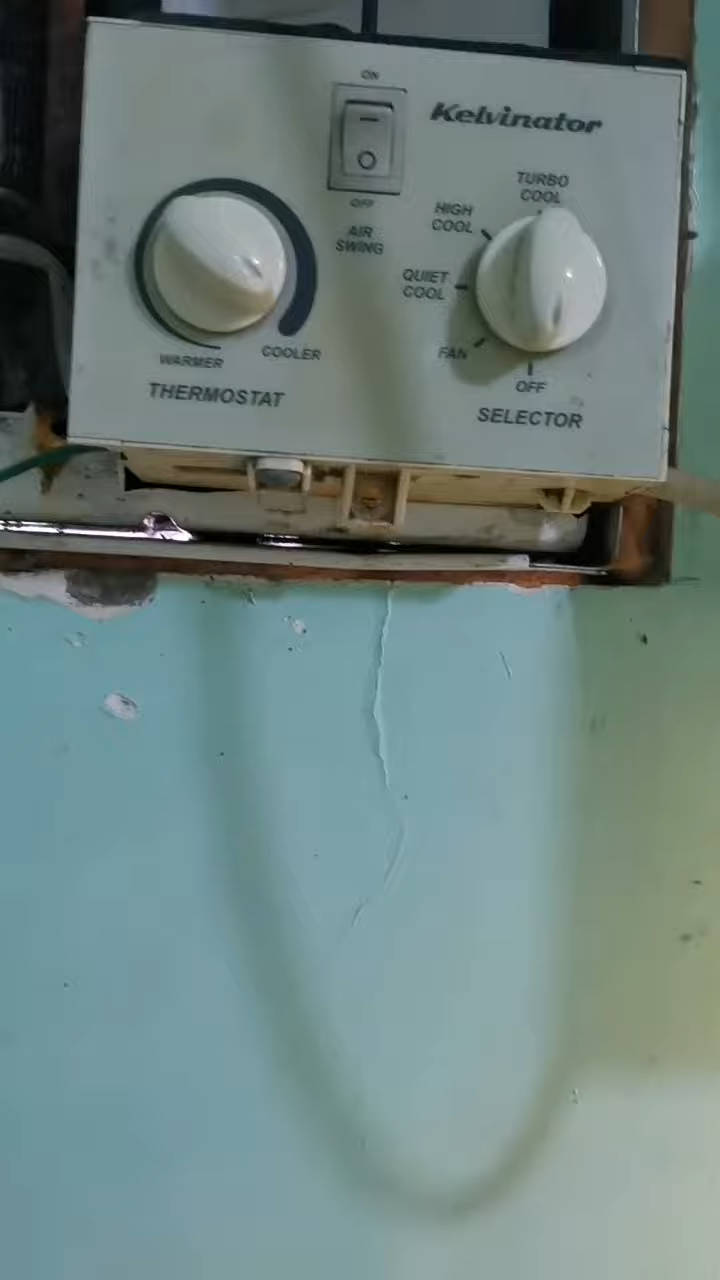 ON
Kelvinator
OFF
AIR
SWING
TURBO
COOL
HIGH
COOL
QUIET
COOL
FAN
OFF
SELECTOR
WARMER
COOLER
THERMOSTAT